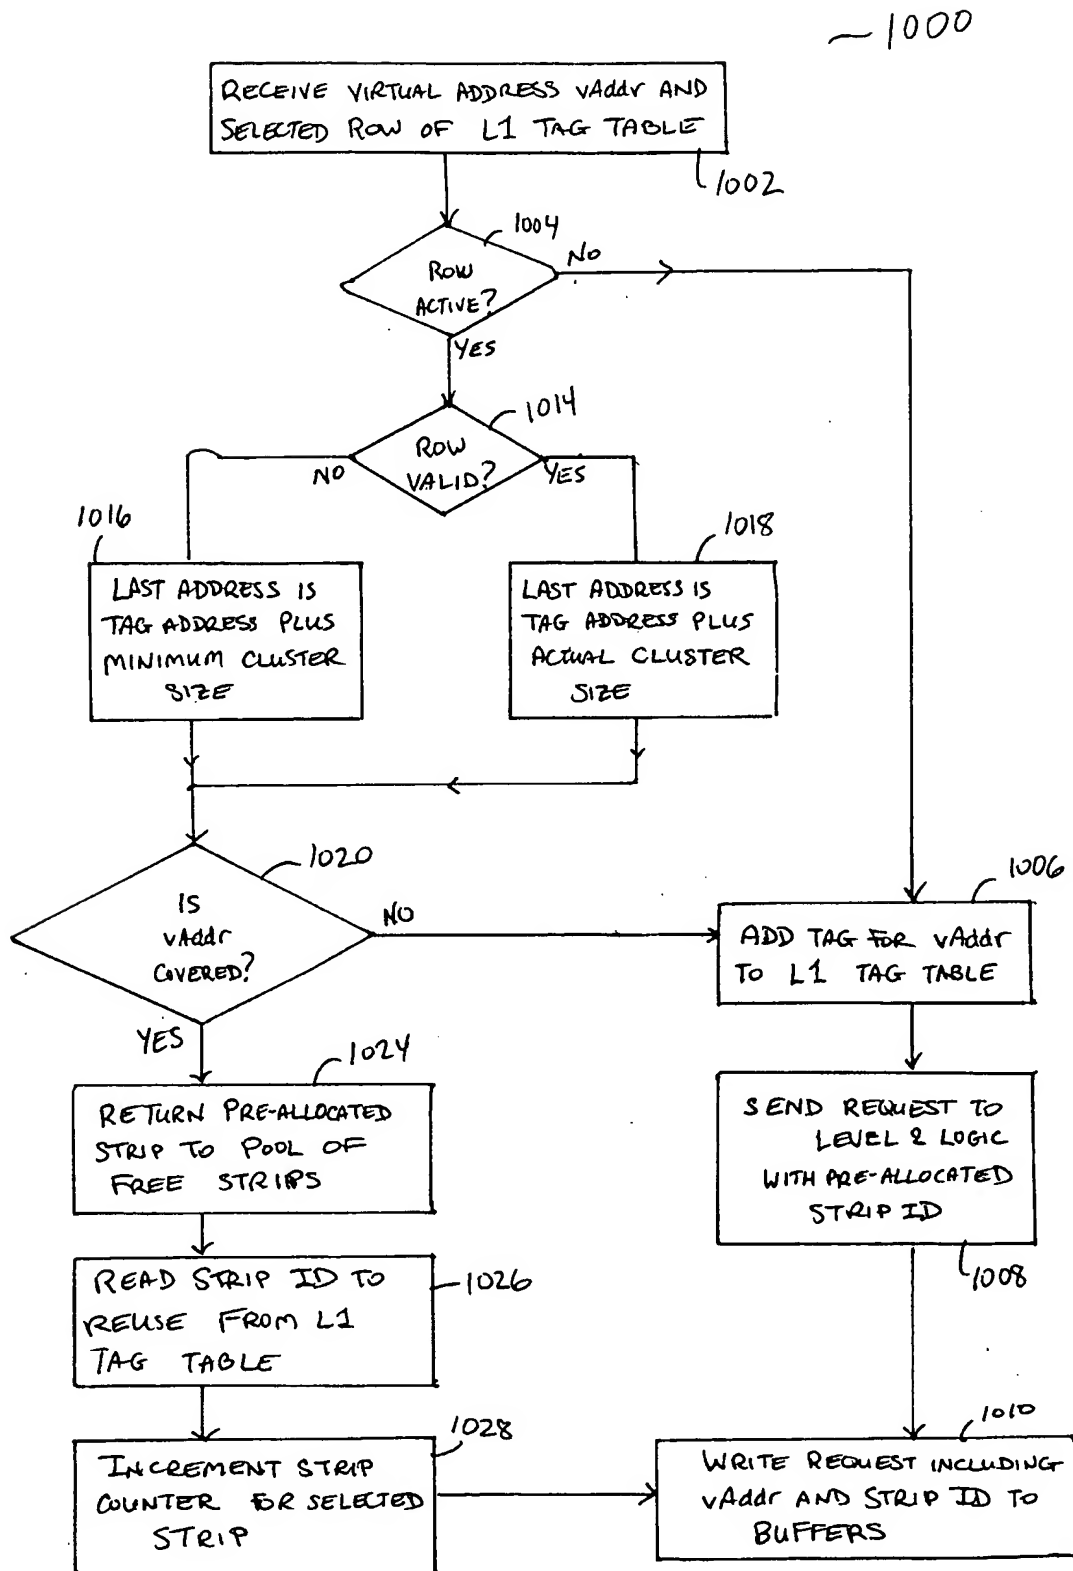 1000
RECEIVE VIRTUAL ADDRESS vAddr AND
SELECTED ROW OF L1 TAG TABLE
1002
1004
ROW
ACTIVE?
NO
YES
1014
ROW
VALID?
NO
YES
1016
LAST ADDRESS IS
TAG ADDRESS PLUS
MINIMUM CLUSTER
SIZE
1018
LAST ADDRESS IS
TAG ADDRESS PLUS
ACTUAL CLUSTER
SIZE
1020
IS
vAddr
COVERED?
NO
YES
1006
ADD TAG FOR vAddr
TO L1 TAG TABLE
1024
RETURN PRE-ALLOCATED
STRIP TO POOL OF
FREE STRIPS
SEND REQUEST TO
LEVEL 2 LOGIC
WITH PRE-ALLOCATED
STRIP ID
1008
READ STRIP ID TO
REUSE FROM L1
TAG TABLE
1026
INCREMENT STRIP
COUNTER FOR SELECTED
STRIP
1028
1010
WRITE REQUEST INCLUDING
vAddr AND STRIP ID TO
BUFFERS